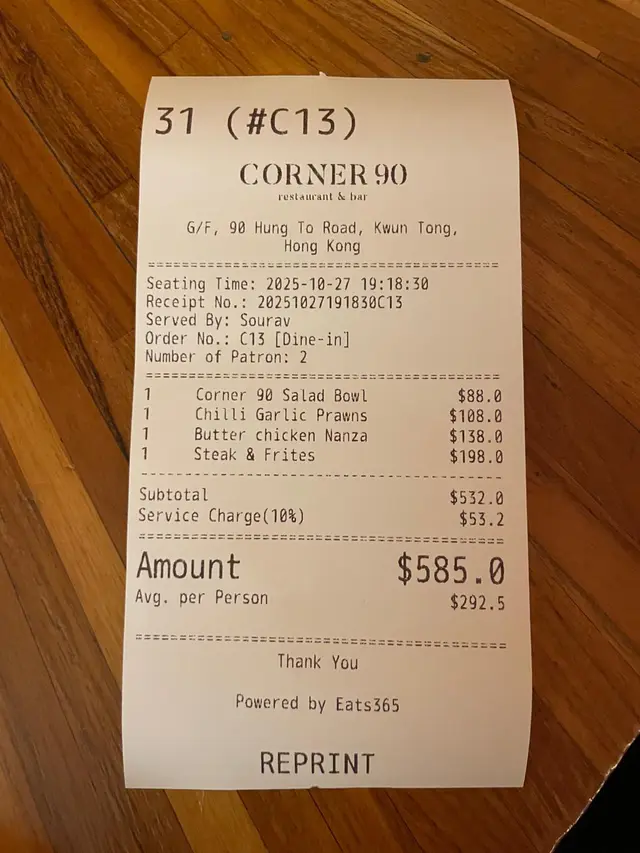 31 (#C13)
CORNER 90
restaurant & bar
G/F, 90 Hung To Road, Kwun Tong,
Hong Kong
Seating Time: 2025-10-27 19:18:30
Receipt No.: 20251027191830C13
Served By: Sourav
Order No.: C13 [Dine-in]
Number of Patron: 2
1 Corner 90 Salad Bowl $88.0
1 Chilli Garlic Prawns $108.0
1 Butter chicken Nanza $138.0
1 Steak & Frites $198.0
Subtotal $532.0
Service Charge(10%) $53.2
Amount $585.0
Avg. per Person $292.5
Thank You
Powered by Eats365
REPRINT